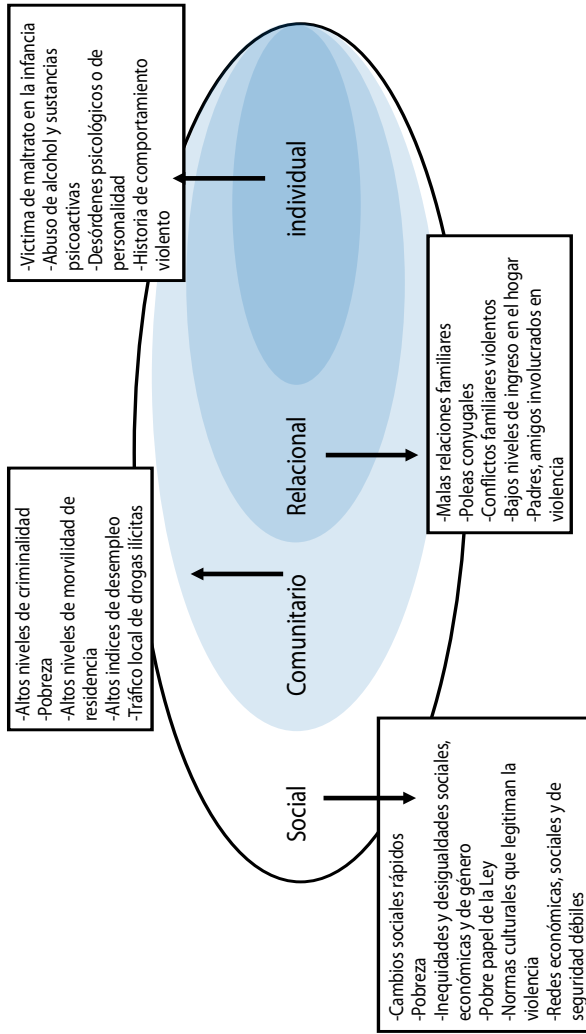 -Altos niveles de criminalidad
-Pobreza
-Altos niveles de morvilidad de
residencia
-Altos indices de desempleo
-Tráfico local de drogas ilícitas
-Victima de maltrato en la infancia
-Abuso de alcohol y sustancias
psicoactivas
-Desórdenes psicológicos o de
personalidad
-Historia de comportamiento
violento
Social
Comunitario
Relacional
individual
-Cambios sociales rápidos
-Pobreza
-Inequidades y desigualdades sociales,
económicas y de género
-Pobre papel de la Ley
-Normas culturales que legitiman la
violencia
-Redes económicas, sociales y de
seguridad débiles
-Malas relaciones familiares
-Poleas conyugales
-Conflictos familiares violentos
-Bajos niveles de ingreso en el hogar
-Padres, amigos involucrados en
violencia